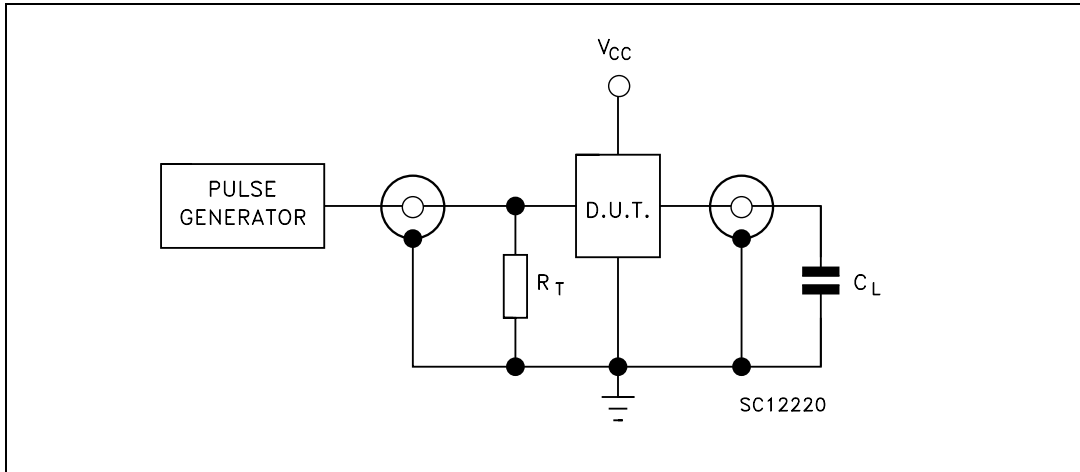 VCC
PULSE
GENERATOR
D.U.T.
RT
CL
SC12220